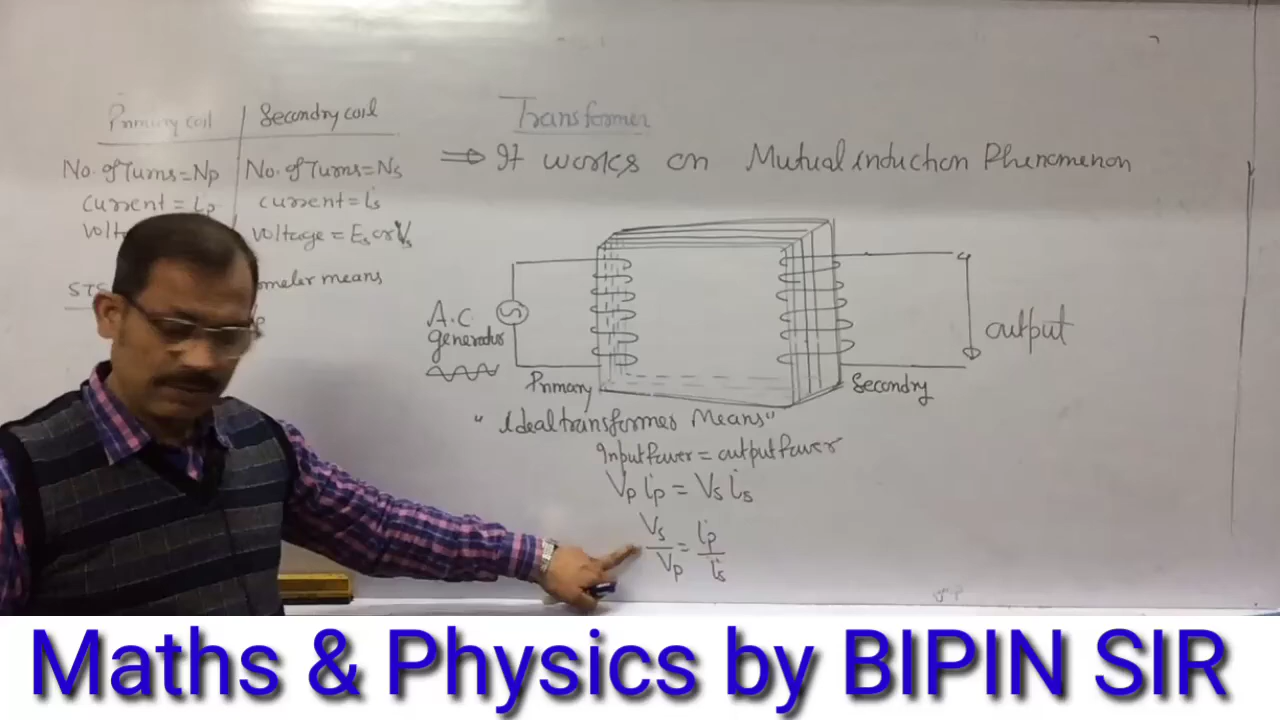 Primary coil | Secondry coil
No. of Turns = Np | No. of Turns = Ns
current = ip | current = is
volt | voltage = Es or Vs
means
Transformer
⇒ It works on Mutual induction Phenomenon
A.C.
generator
Primary
Secondry
output
"Ideal transformer Means"
Input Power = output Power
Vp ip = Vs is
Vs/Vp = ip/is
Maths & Physics by BIPIN SIR